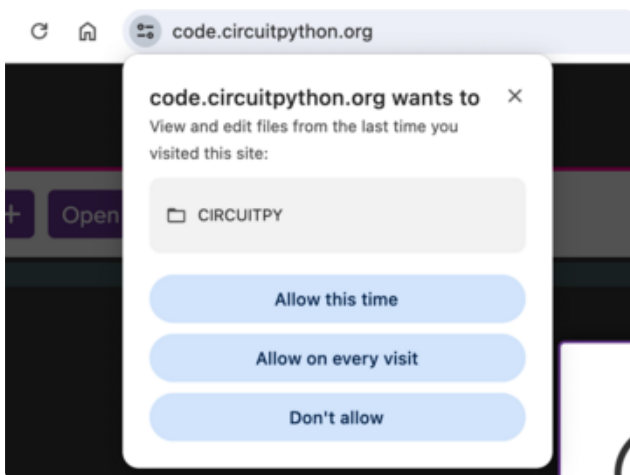 code.circuitpython.org
code.circuitpython.org wants to
View and edit files from the last time you
visited this site:
+ Open
CIRCUITPY
Allow this time
Allow on every visit
Don't allow